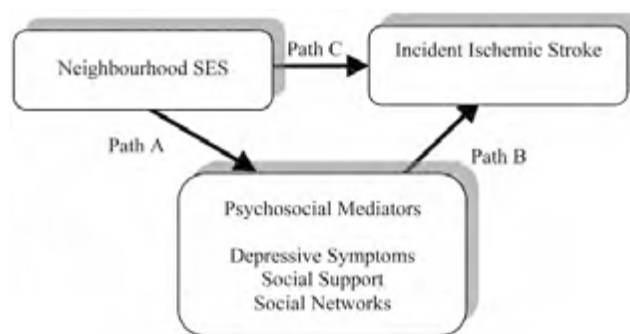 Neighbourhood SES
Path C
Incident Ischemic Stroke
Path A
Path B
Psychosocial Mediators
Depressive Symptoms
Social Support
Social Networks